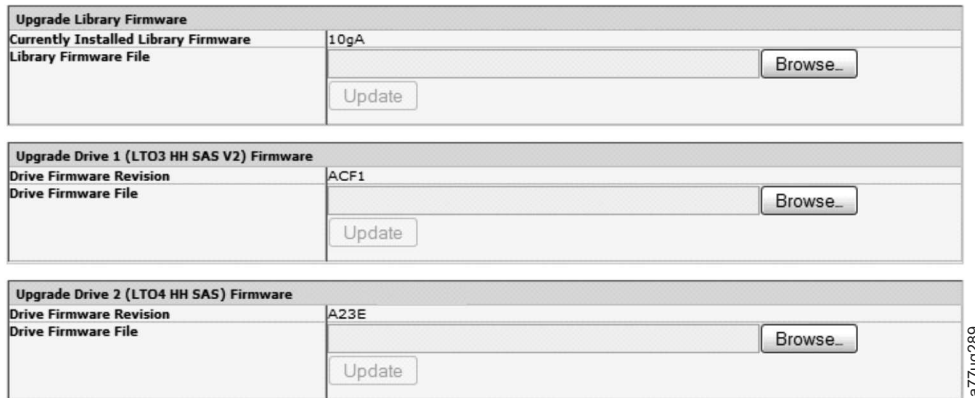 Upgrade Library Firmware
Currently Installed Library Firmware 10gA
Library Firmware File Browse...
Update
Upgrade Drive 1 (LTO3 HH SAS V2) Firmware
Drive Firmware Revision ACF1
Drive Firmware File Browse...
Update
Upgrade Drive 2 (LTO4 HH SAS) Firmware
Drive Firmware Revision A23E
Drive Firmware File Browse...
Update
a77ug289